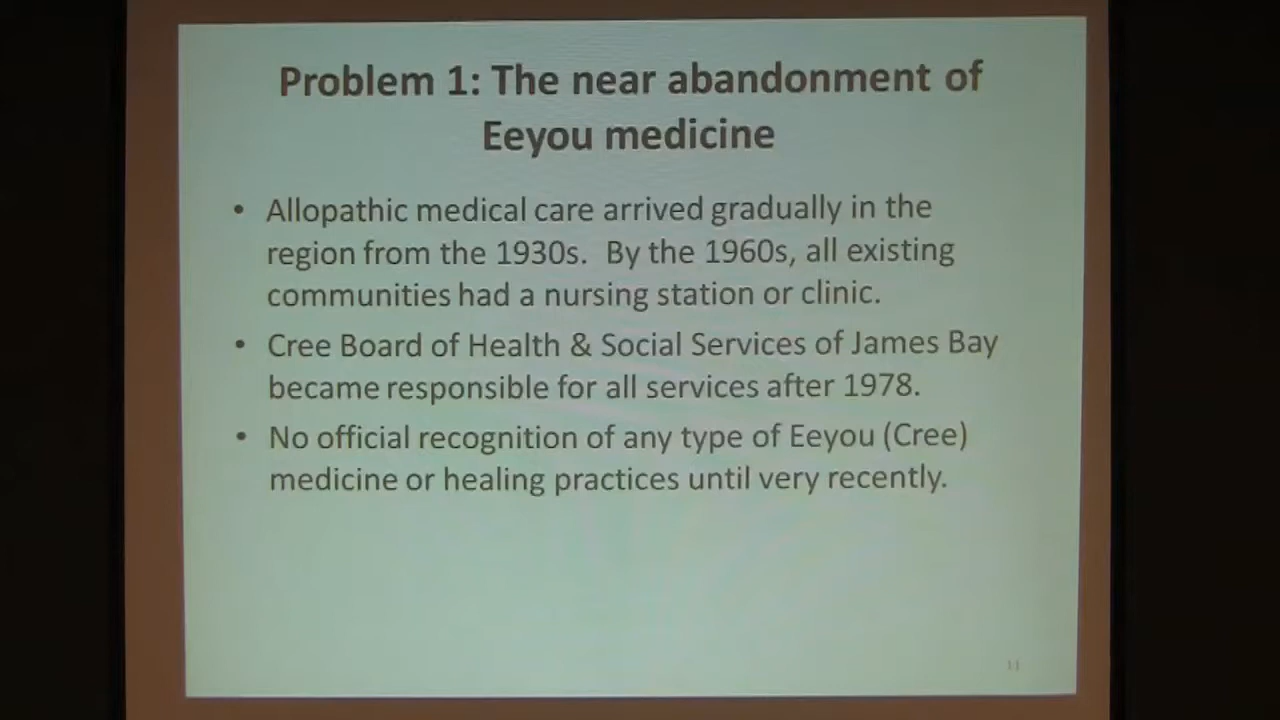 Problem 1: The near abandonment of
Eeyou medicine
• Allopathic medical care arrived gradually in the
region from the 1930s.  By the 1960s, all existing
communities had a nursing station or clinic.
• Cree Board of Health & Social Services of James Bay
became responsible for all services after 1978.
• No official recognition of any type of Eeyou (Cree)
medicine or healing practices until very recently.
11